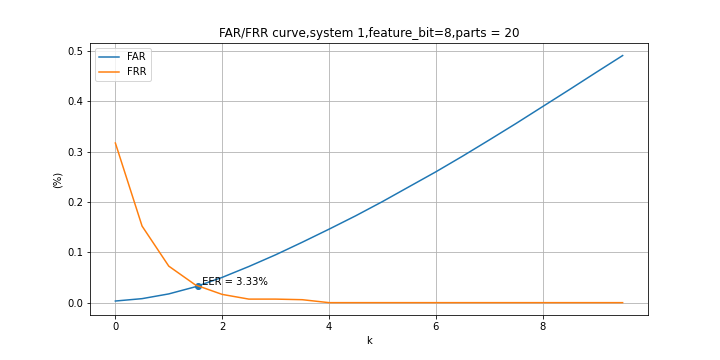 FAR/FRR curve,system 1,feature_bit=8,parts = 20
FAR
FRR
0.5
0.4
0.3
0.2
0.1
0.0
(%)
EER = 3.33%
0
2
4
6
8
k